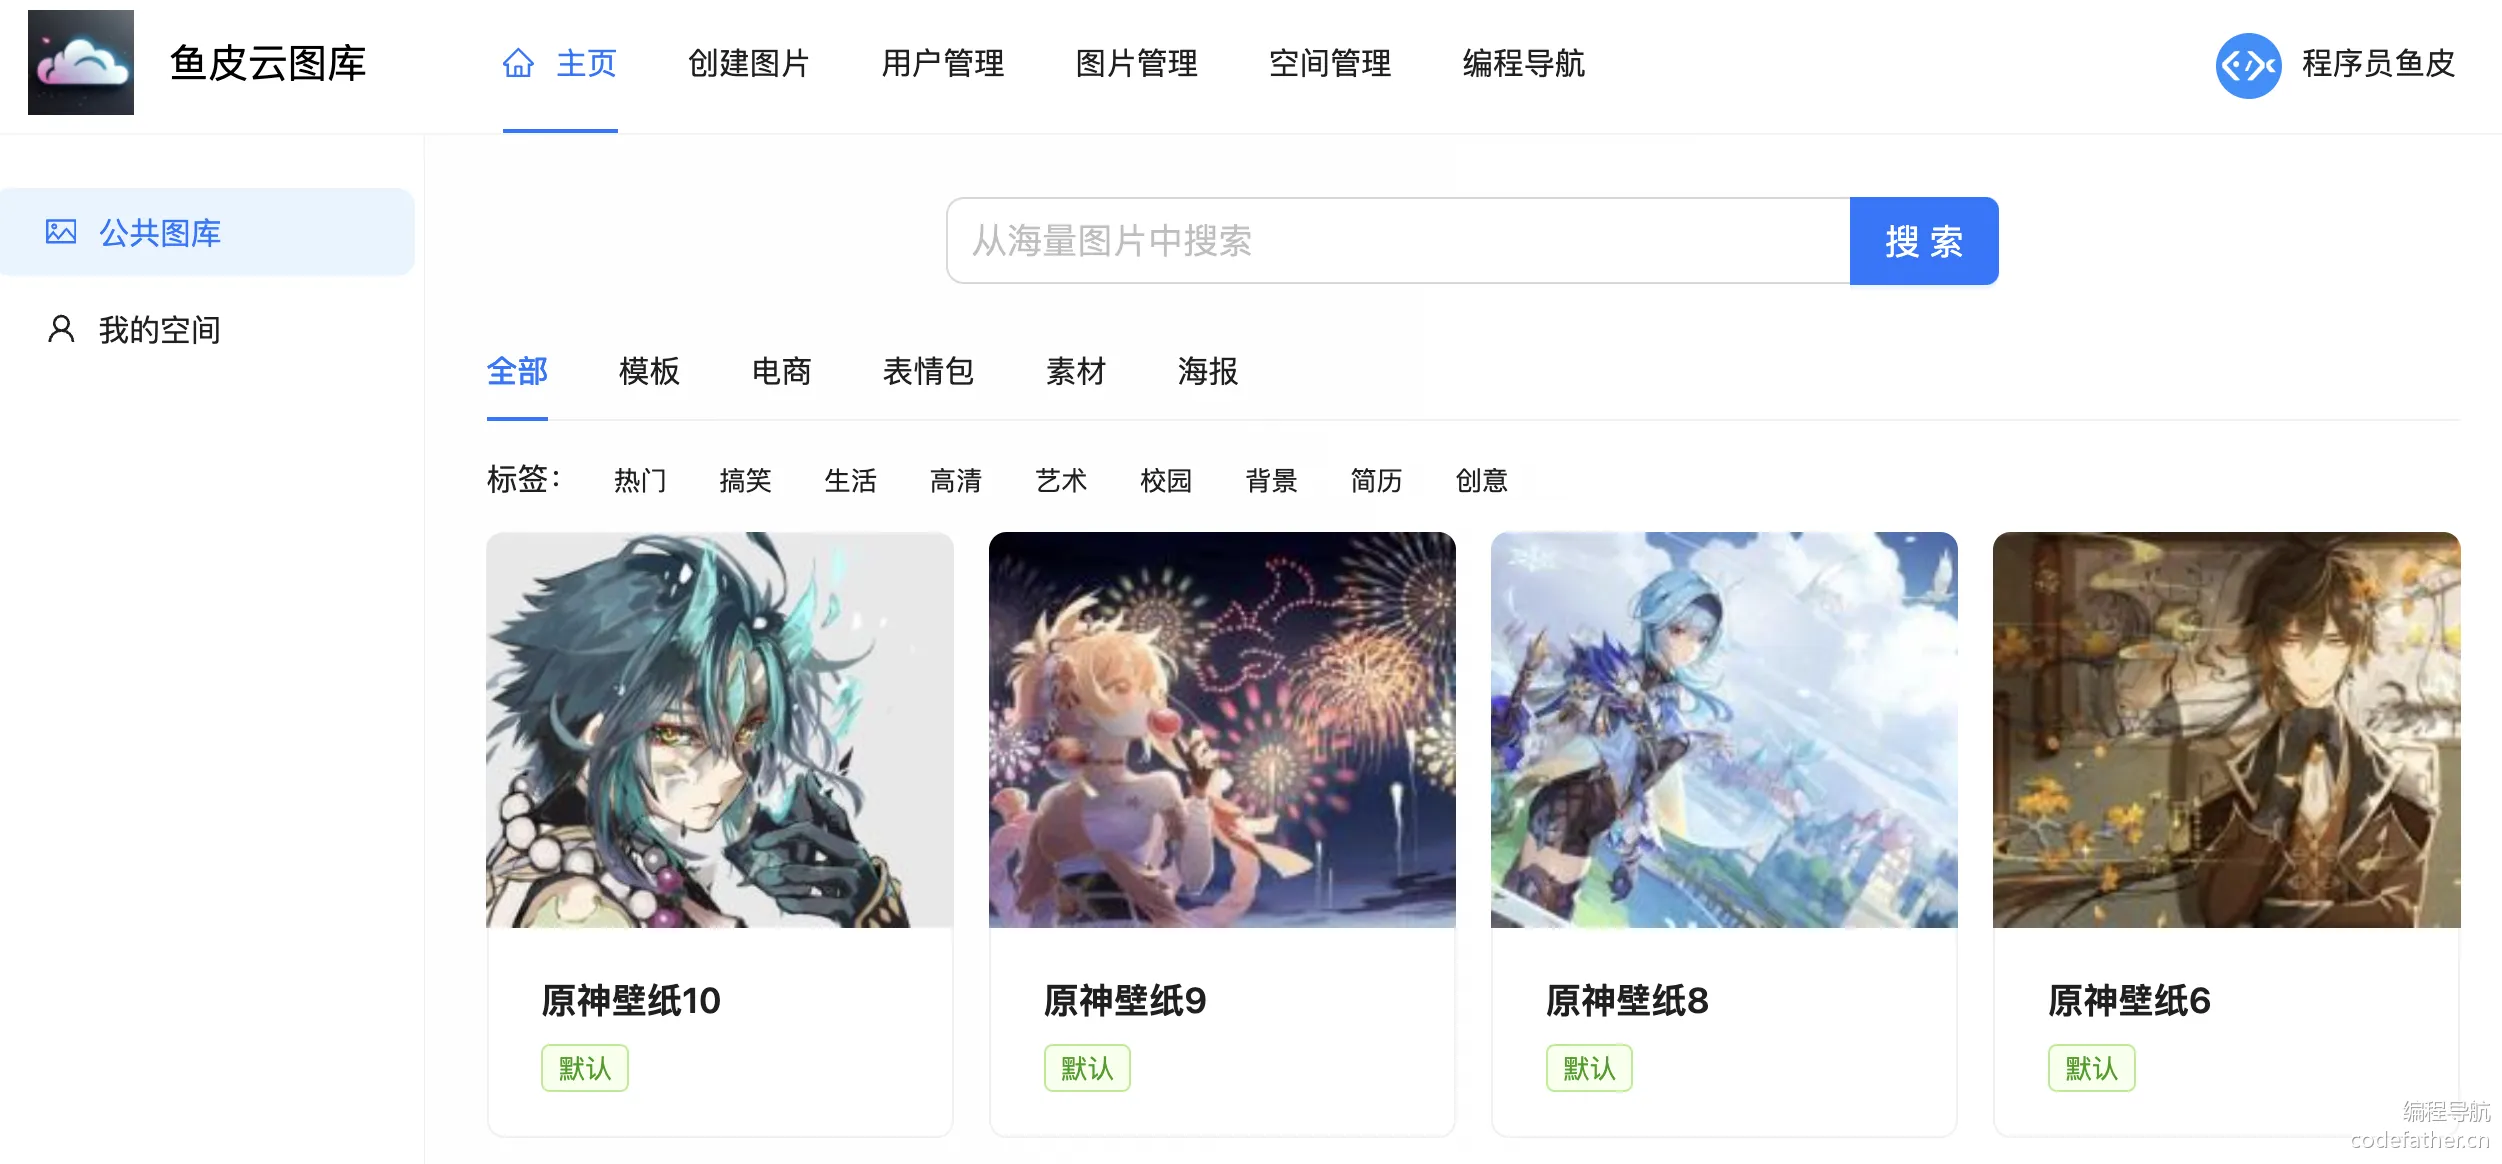 鱼皮云图库 主页 创建图片 用户管理 图片管理 空间管理 编程导航 程序员鱼皮
公共图库
我的空间
从海量图片中搜索 搜 索
全部 模板 电商 表情包 素材 海报
标签： 热门 搞笑 生活 高清 艺术 校园 背景 简历 创意
原神壁纸10 原神壁纸9 原神壁纸8 原神壁纸6
默认 默认 默认 默认
编程导航
codefather.cn